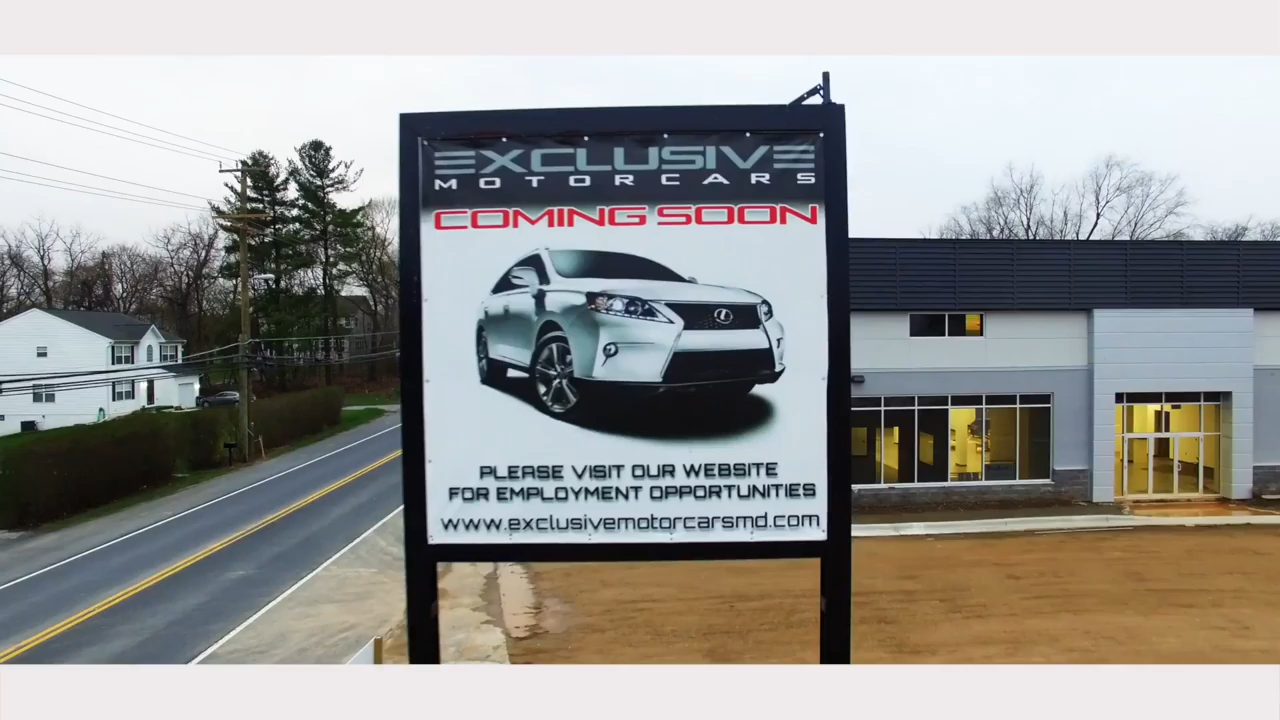 EXCLUSIVE
MOTORCARS
COMING SOON
PLEASE VISIT OUR WEBSITE
FOR EMPLOYMENT OPPORTUNITIES
www.exclusivemotorcarsmd.com